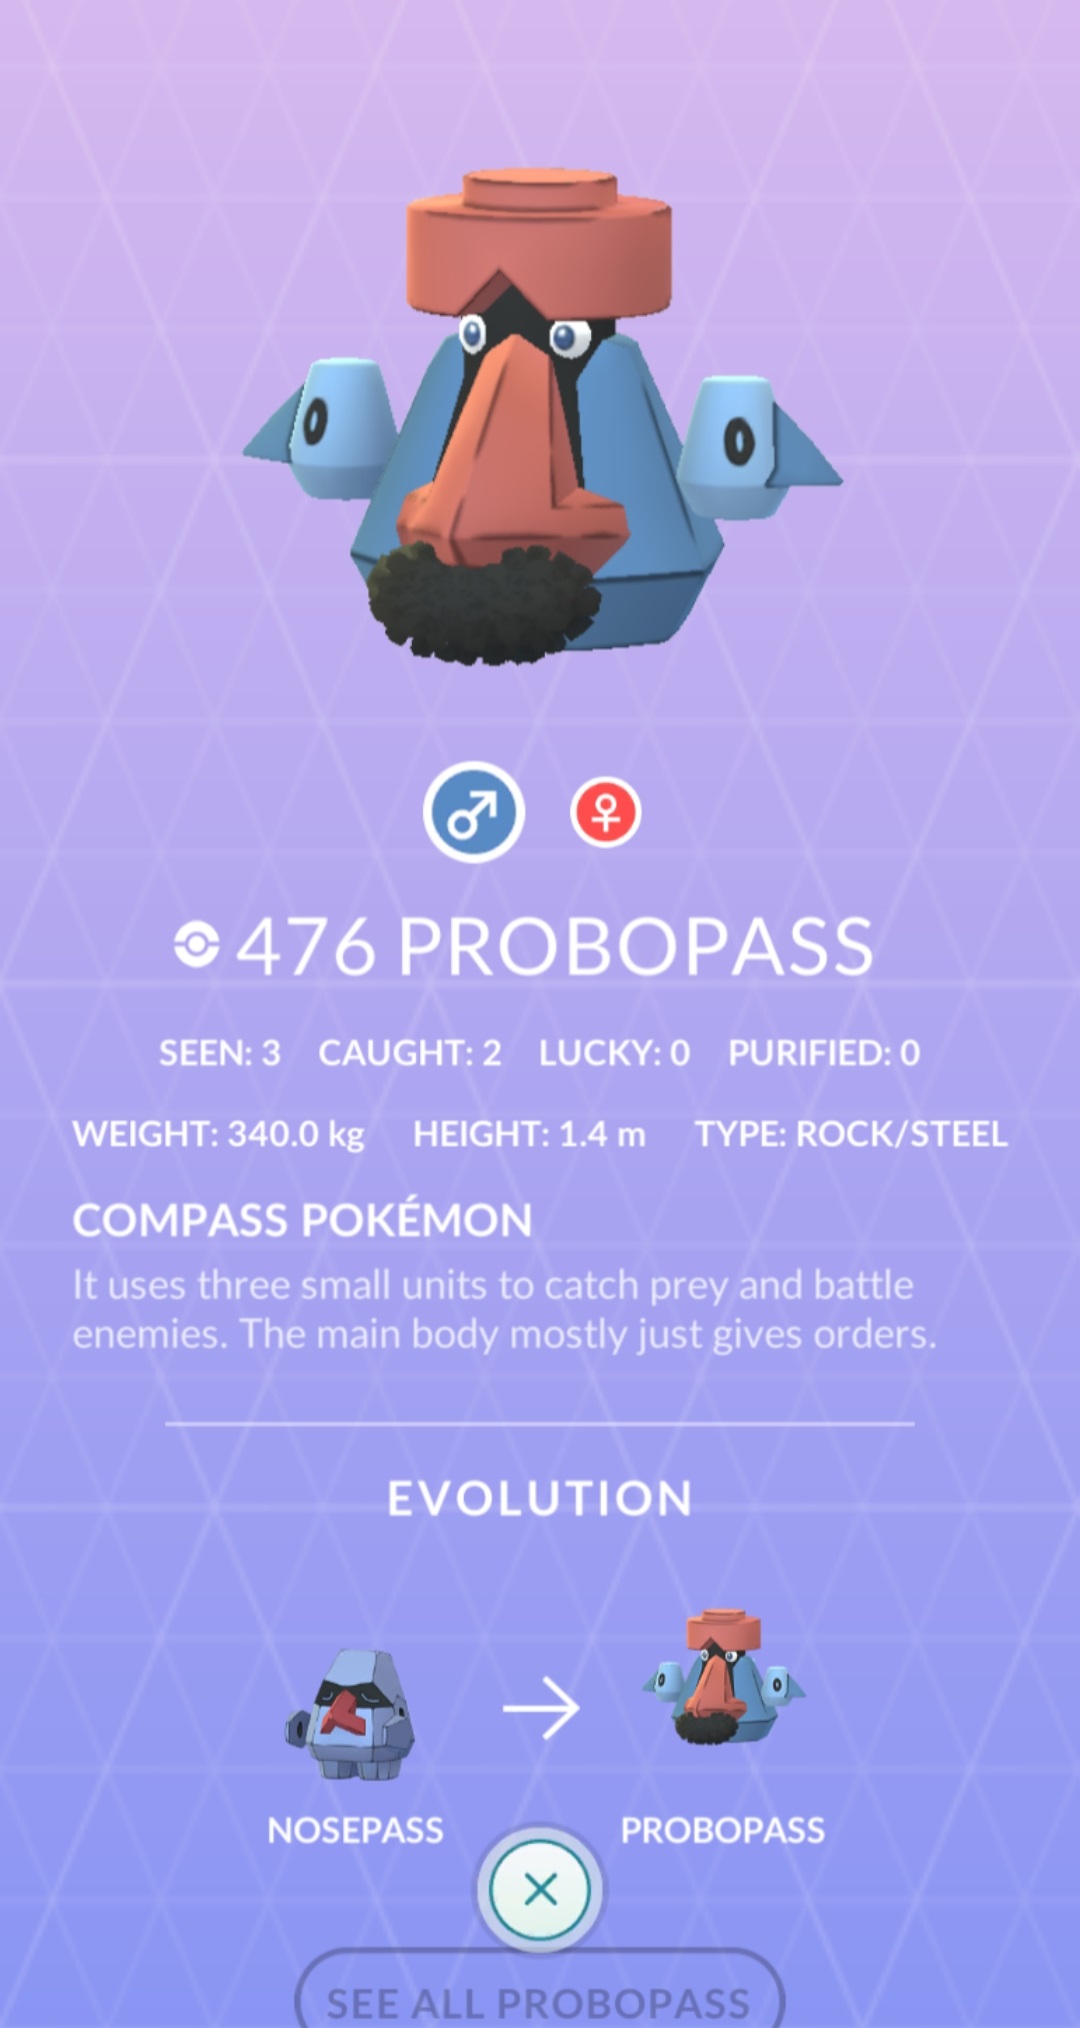 476 PROBOPASS
SEEN: 3 CAUGHT: 2 LUCKY: 0 PURIFIED: 0
WEIGHT: 340.0 kg HEIGHT: 1.4 m TYPE: ROCK/STEEL
COMPASS POKÉMON
It uses three small units to catch prey and battle
enemies. The main body mostly just gives orders.
EVOLUTION
NOSEPASS PROBOPASS
SEE ALL PROBOPASS